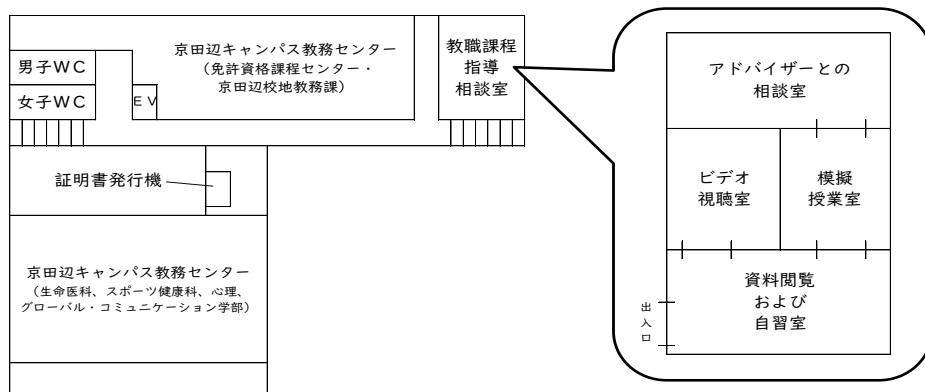 男子WC
女子WC
EV
京田辺キャンパス教務センター
（免許資格課程センター・
京田辺校地教務課）
教職課程
指導
相談室
証明書発行機
京田辺キャンパス教務センター
（生命医科、スポーツ健康科、心理、
グローバル・コミュニケーション学部）
アドバイザーとの
相談室
ビデオ
視聴室
模擬
授業室
資料閲覧
および
自習室
出入口